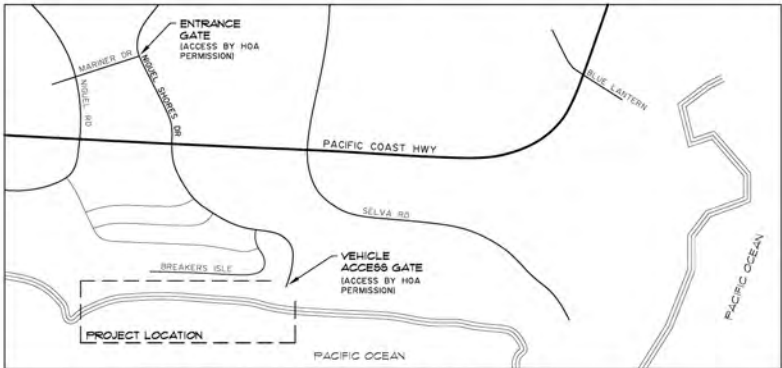 ENTRANCE
GATE
(ACCESS BY HOA
PERMISSION)
MARINER DR
NIGUEL RD
NIGUEL SHORES DR
BLUE LANTERN
PACIFIC COAST HWY
SELVA RD
VEHICLE
ACCESS GATE
(ACCESS BY HOA
PERMISSION)
BREAKERS ISLE
PROJECT LOCATION
PACIFIC OCEAN
PACIFIC OCEAN